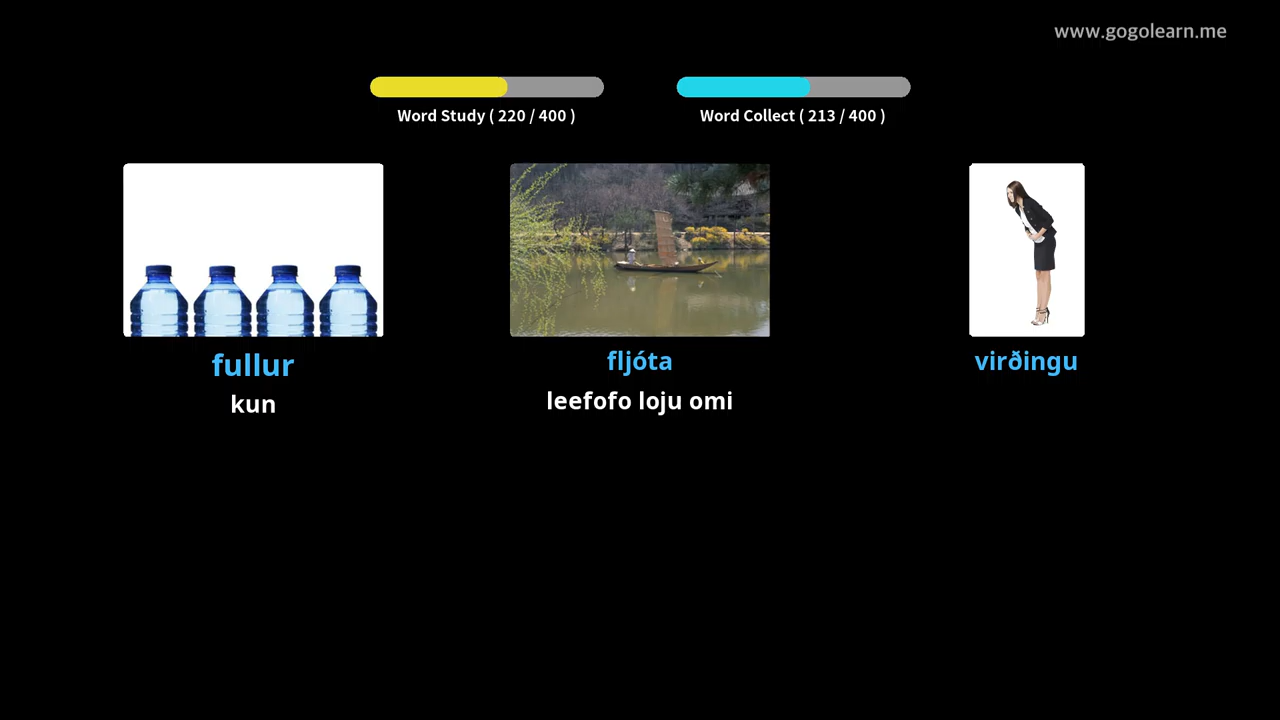 www.gogolearn.me
Word Study ( 220 / 400 )
Word Collect ( 213 / 400 )
fullur
kun
fljóta
leefofo loju omi
virðingu